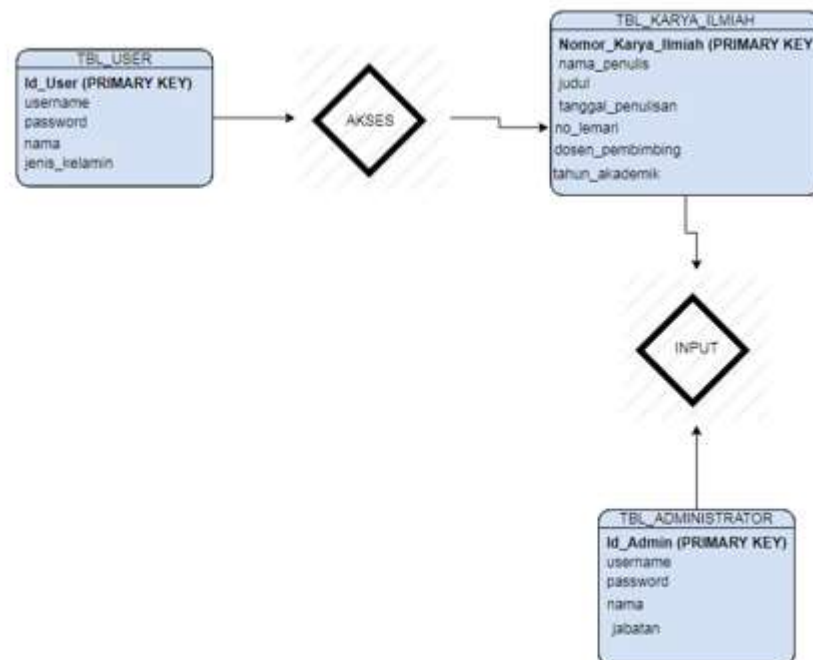 TBL_USER
Id_User (PRIMARY KEY)
username
password
nama
jenis_kelamin
AKSES
TBL_KARYA_ILMIAH
Nomor_Karya_Ilmiah (PRIMARY KEY
nama_penulis
judul
tanggal_penulisan
no_lemari
dosen_pembimbing
tahun_akademik
INPUT
TBL_ADMINISTRATOR
Id_Admin (PRIMARY KEY)
username
password
nama
jabatan